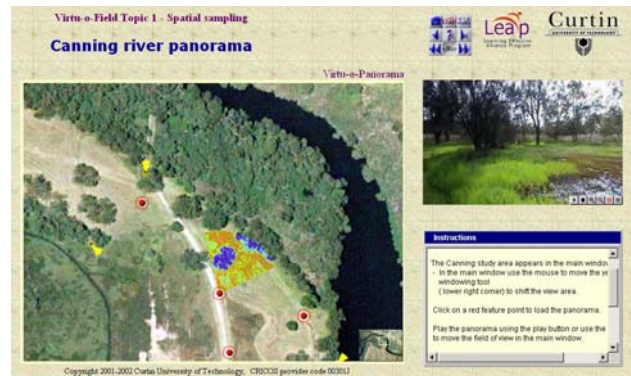 Virtu-o-Field Topic 1 - Spatial sampling
Canning river panorama
Leap
Curtin
UNIVERSITY OF TECHNOLOGY
Virtu-o-Panorama
Instructions
The Canning study area appears in the main window
- In the main window use the mouse to move the ye
windowing tool
( lower right corner) to shift the view area.
Click on a red feature point to load the panorama.
Play the panorama using the play button or use the
to move the field of view in the main window.
Copyright 2001-2002 Curtin University of Technology, CRICOS provider code 00301J